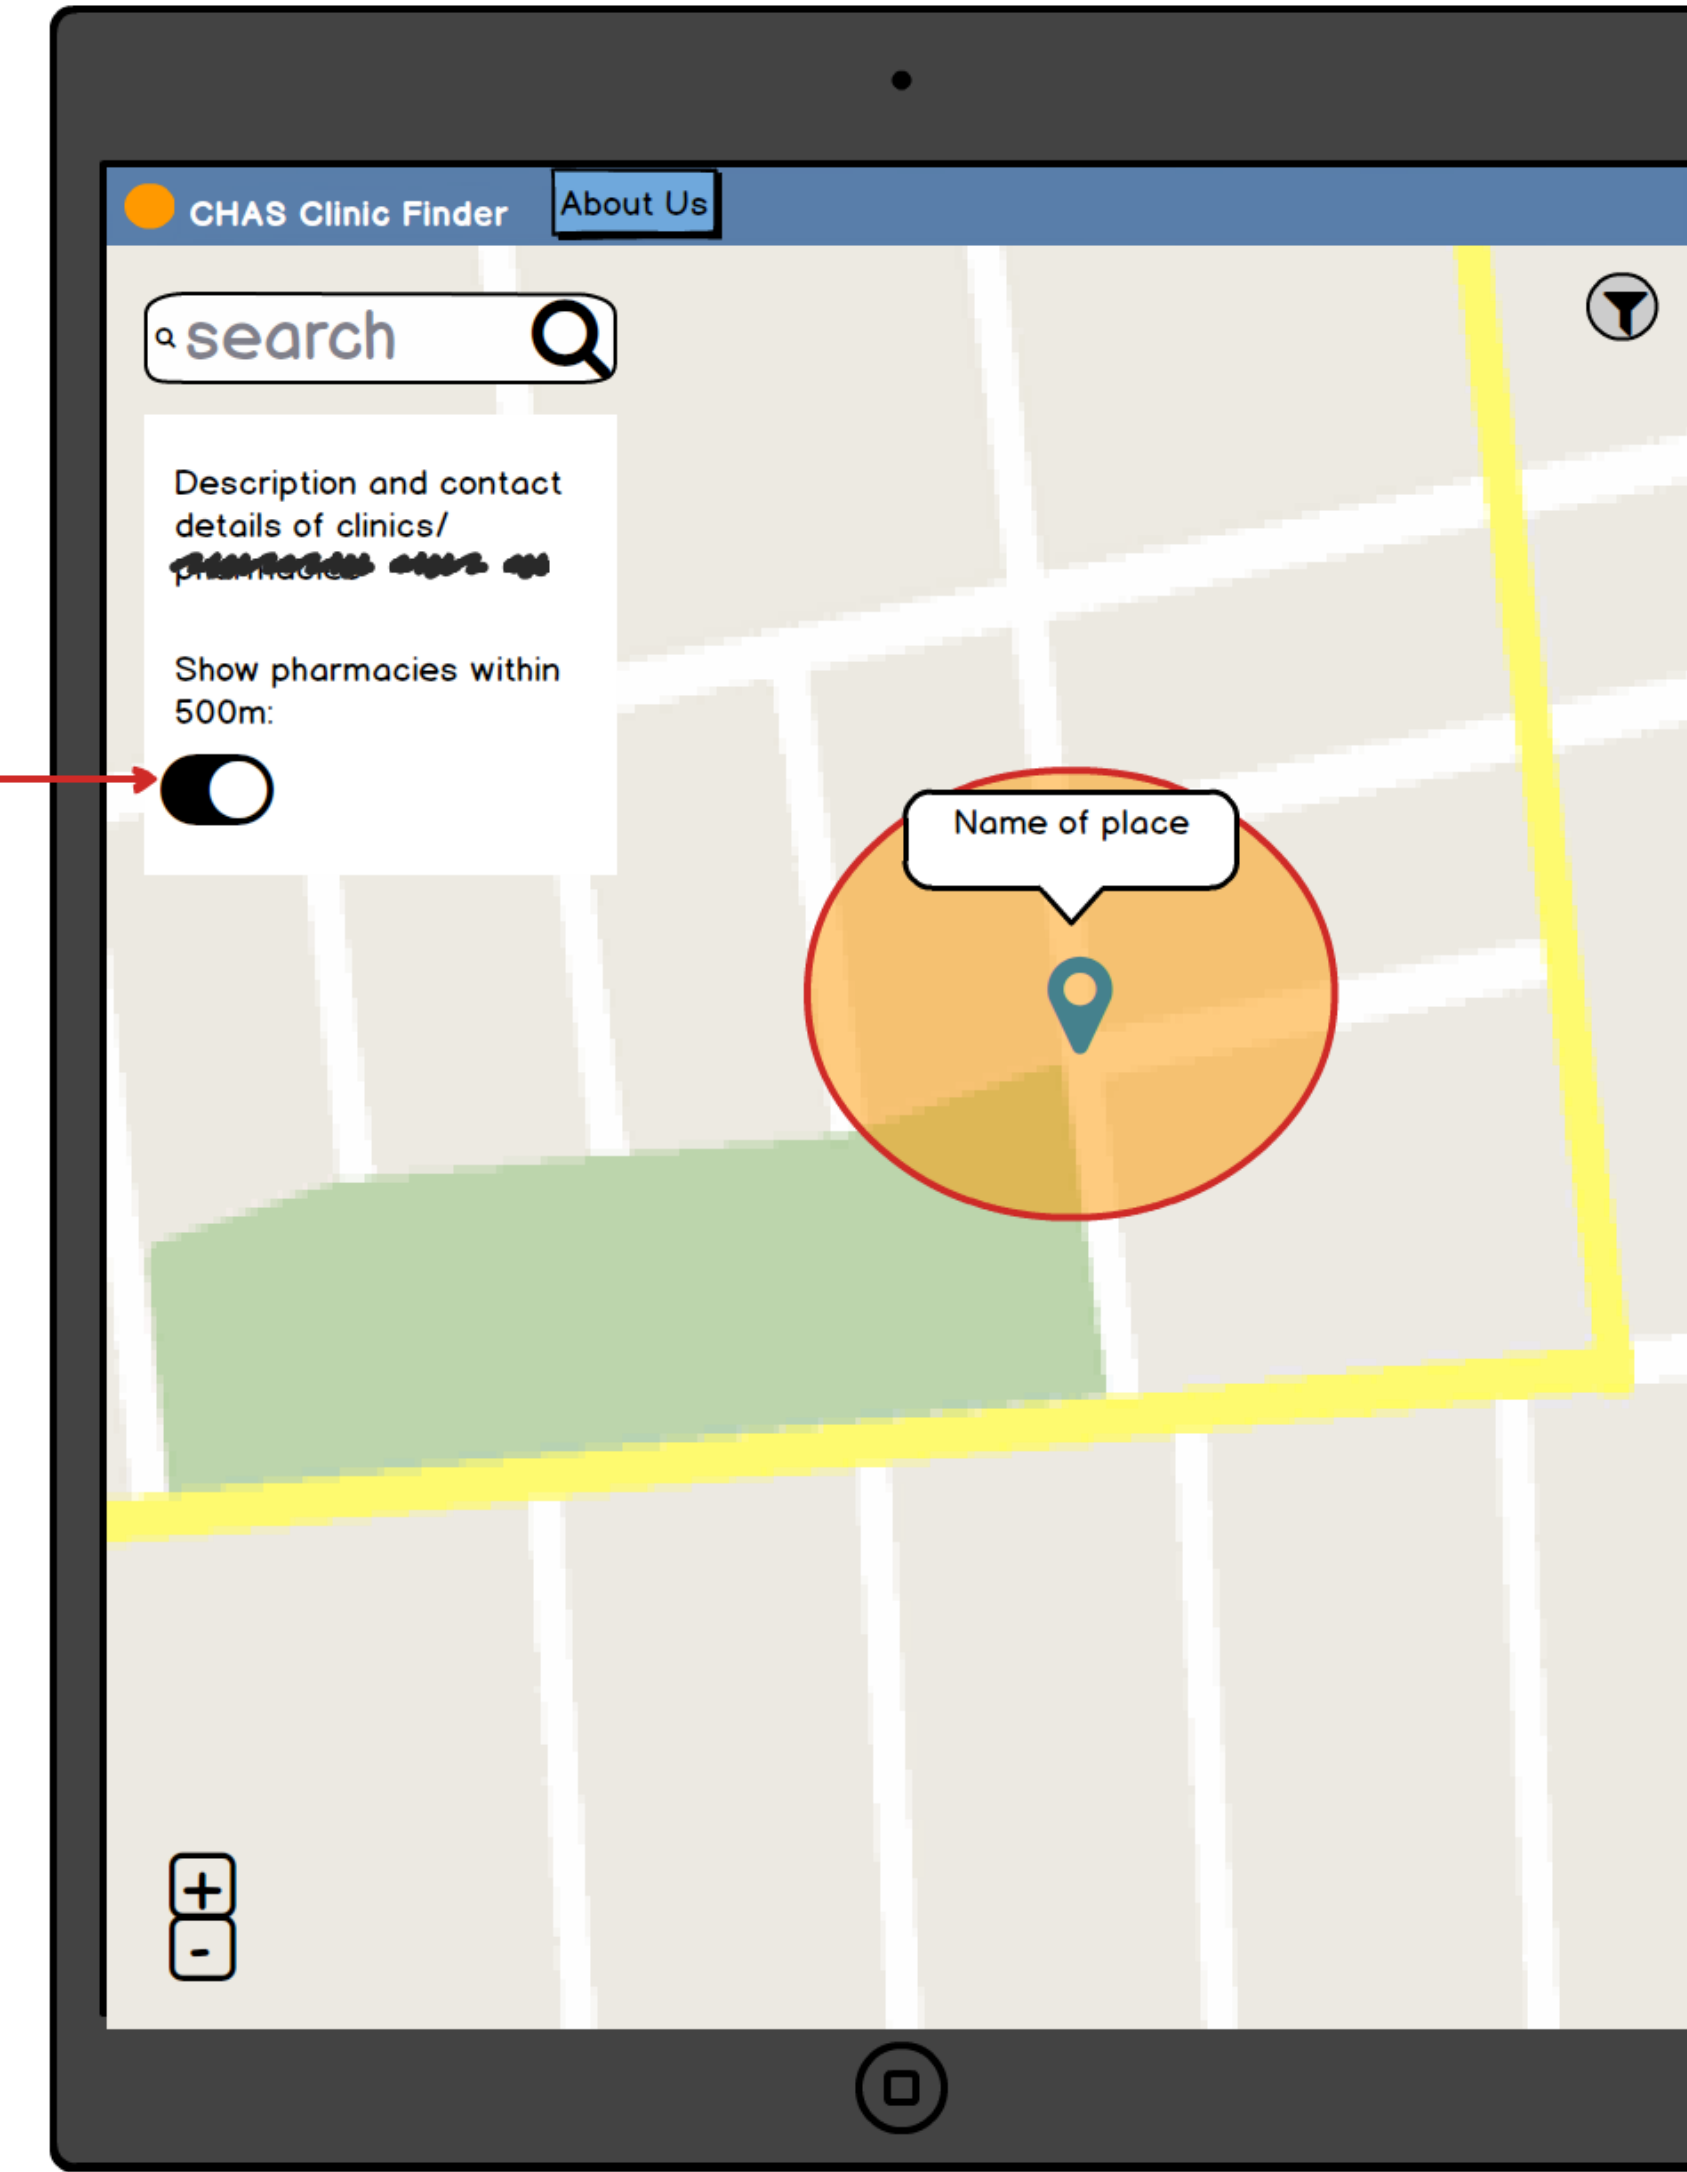 CHAS Clinic Finder
About Us
search
Description and contact
details of clinics/
pharmacies
Show pharmacies within
500m:
Name of place
+
-